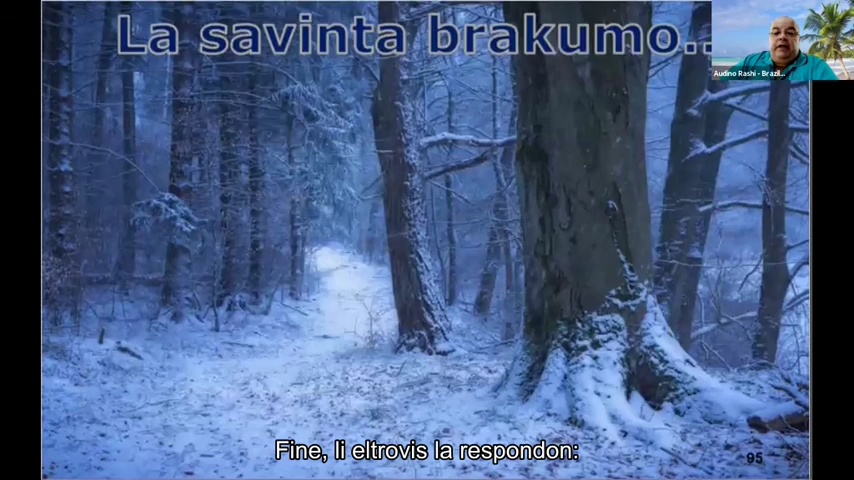 La savinta brakumo...
Audino Rashi - Brazil...
Fine, li eltrovis la respondon:
95